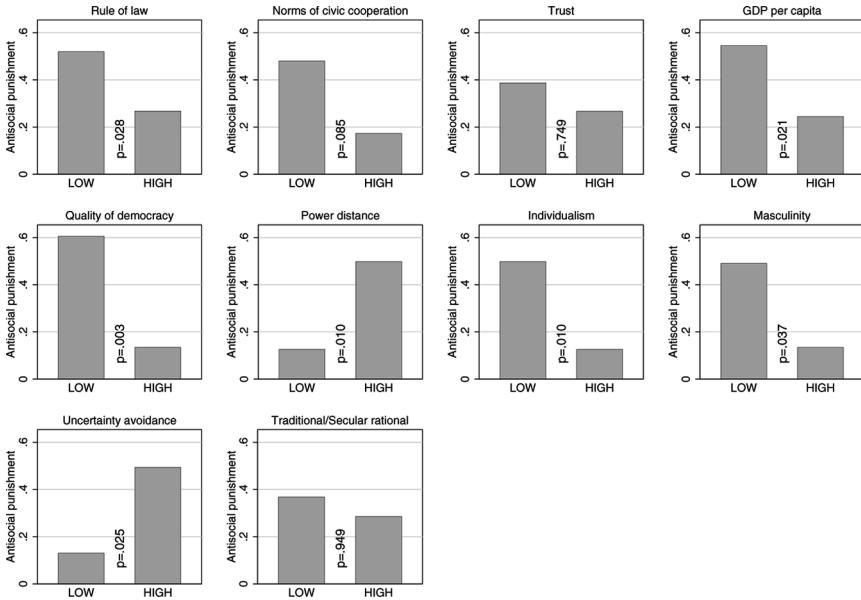 Rule of law
Norms of civic cooperation
Trust
GDP per capita
Antisocial punishment
0 .2 .4 .6
p=.028
LOW HIGH
Antisocial punishment
0 .2 .4 .6
p=.085
LOW HIGH
Antisocial punishment
0 .2 .4 .6
p=.749
LOW HIGH
Antisocial punishment
0 .2 .4 .6
p=.021
LOW HIGH
Quality of democracy
Power distance
Individualism
Masculinity
Antisocial punishment
0 .2 .4 .6
p=.003
LOW HIGH
Antisocial punishment
0 .2 .4 .6
p=.010
LOW HIGH
Antisocial punishment
0 .2 .4 .6
p=.010
LOW HIGH
Antisocial punishment
0 .2 .4 .6
p=.037
LOW HIGH
Uncertainty avoidance
Traditional/Secular rational
Antisocial punishment
0 .2 .4 .6
p=.025
LOW HIGH
Antisocial punishment
0 .2 .4 .6
p=.949
LOW HIGH